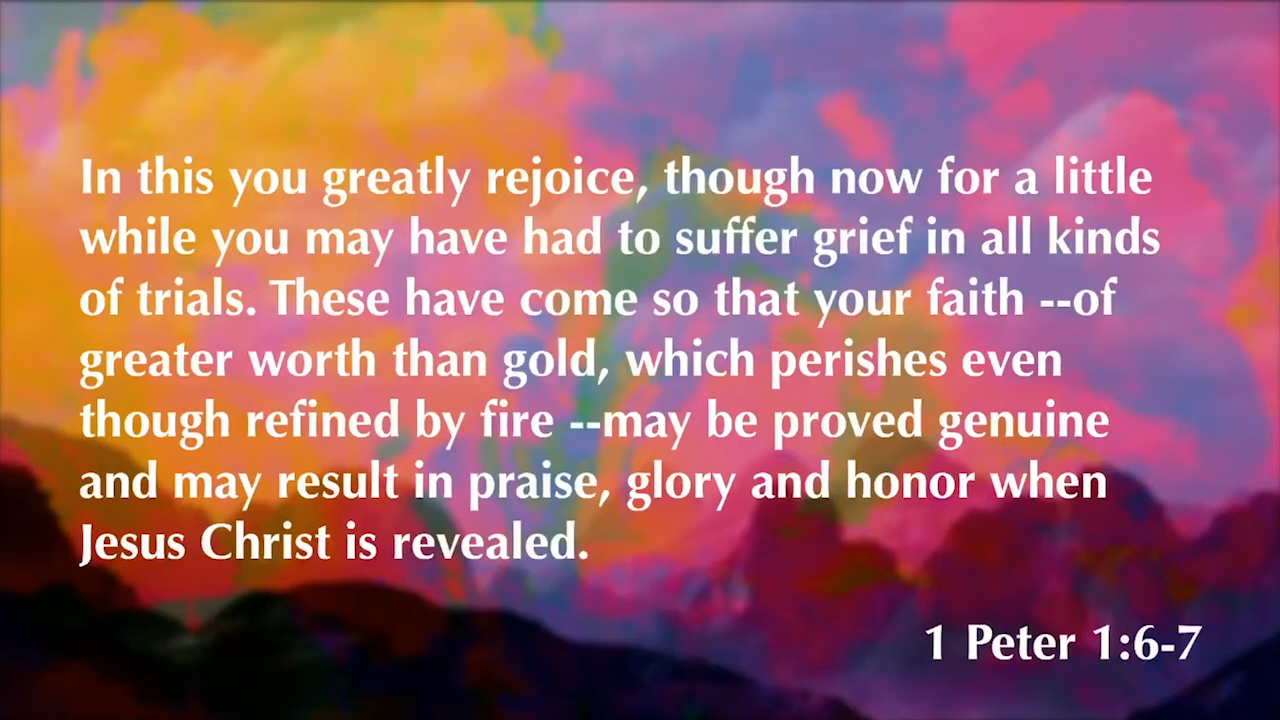 In this you greatly rejoice, though now for a little
while you may have had to suffer grief in all kinds
of trials. These have come so that your faith --of
greater worth than gold, which perishes even
though refined by fire --may be proved genuine
and may result in praise, glory and honor when
Jesus Christ is revealed.
1 Peter 1:6-7